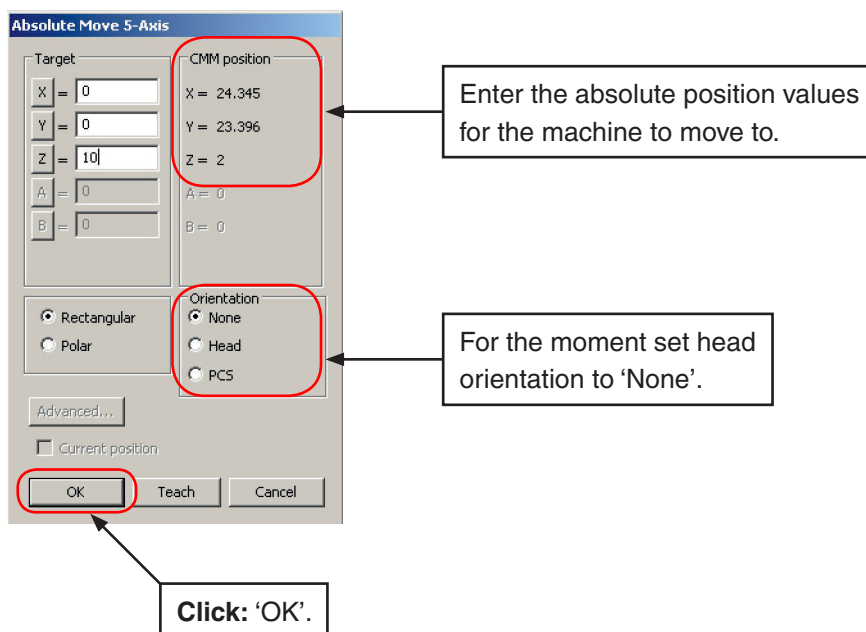 Absolute Move 5-Axis
Target
X = 0
Y = 0
Z = 10
A = 0
B = 0
CMM position
X = 24.345
Y = 23.396
Z = 2
A = 0
B = 0
Enter the absolute position values
for the machine to move to.
Rectangular
Polar
Orientation
None
Head
PCS
For the moment set head
orientation to ‘None’.
Advanced...
Current position
OK
Teach
Cancel
Click: ‘OK’.